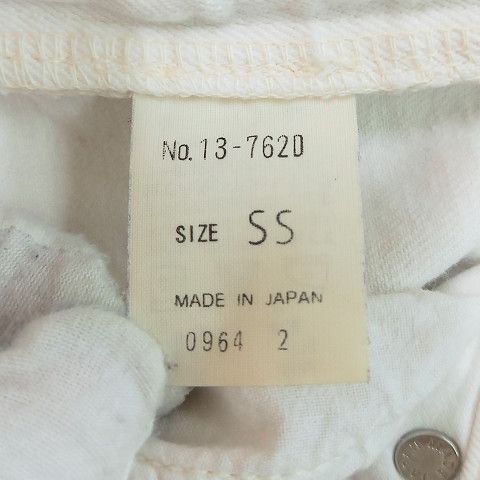 No. 13-762D
SIZE SS
MADE IN JAPAN
0964 2